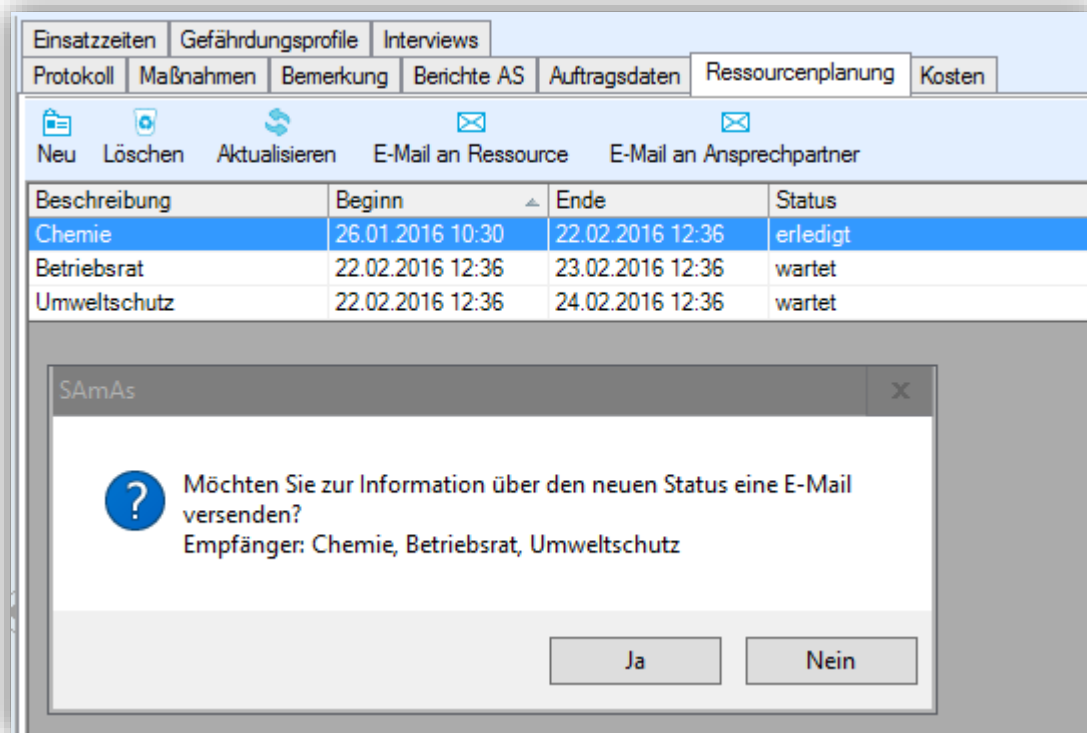 Einsatzzeiten Gefährdungsprofile Interviews
Protokoll Maßnahmen Bemerkung Berichte AS Auftragsdaten Ressourcenplanung Kosten
Neu Löschen Aktualisieren E-Mail an Ressource E-Mail an Ansprechpartner
Beschreibung Beginn Ende Status
Chemie 26.01.2016 10:30 22.02.2016 12:36 erledigt
Betriebsrat 22.02.2016 12:36 23.02.2016 12:36 wartet
Umweltschutz 22.02.2016 12:36 24.02.2016 12:36 wartet
SAmAs
Möchten Sie zur Information über den neuen Status eine E-Mail
versenden?
Empfänger: Chemie, Betriebsrat, Umweltschutz
Ja Nein